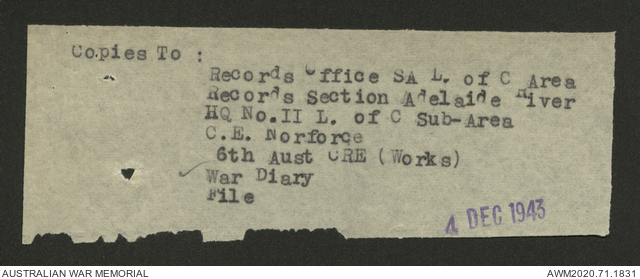 Copies To :
Records Office SA L. of C Area
Records Section Adelaide River
HQ No.II L. of C Sub-Area
C.E. Norforce
6th Aust CRE (Works)
War Diary
File
4 DEC 1943
AUSTRALIAN WAR MEMORIAL
AWM2020.71.1831